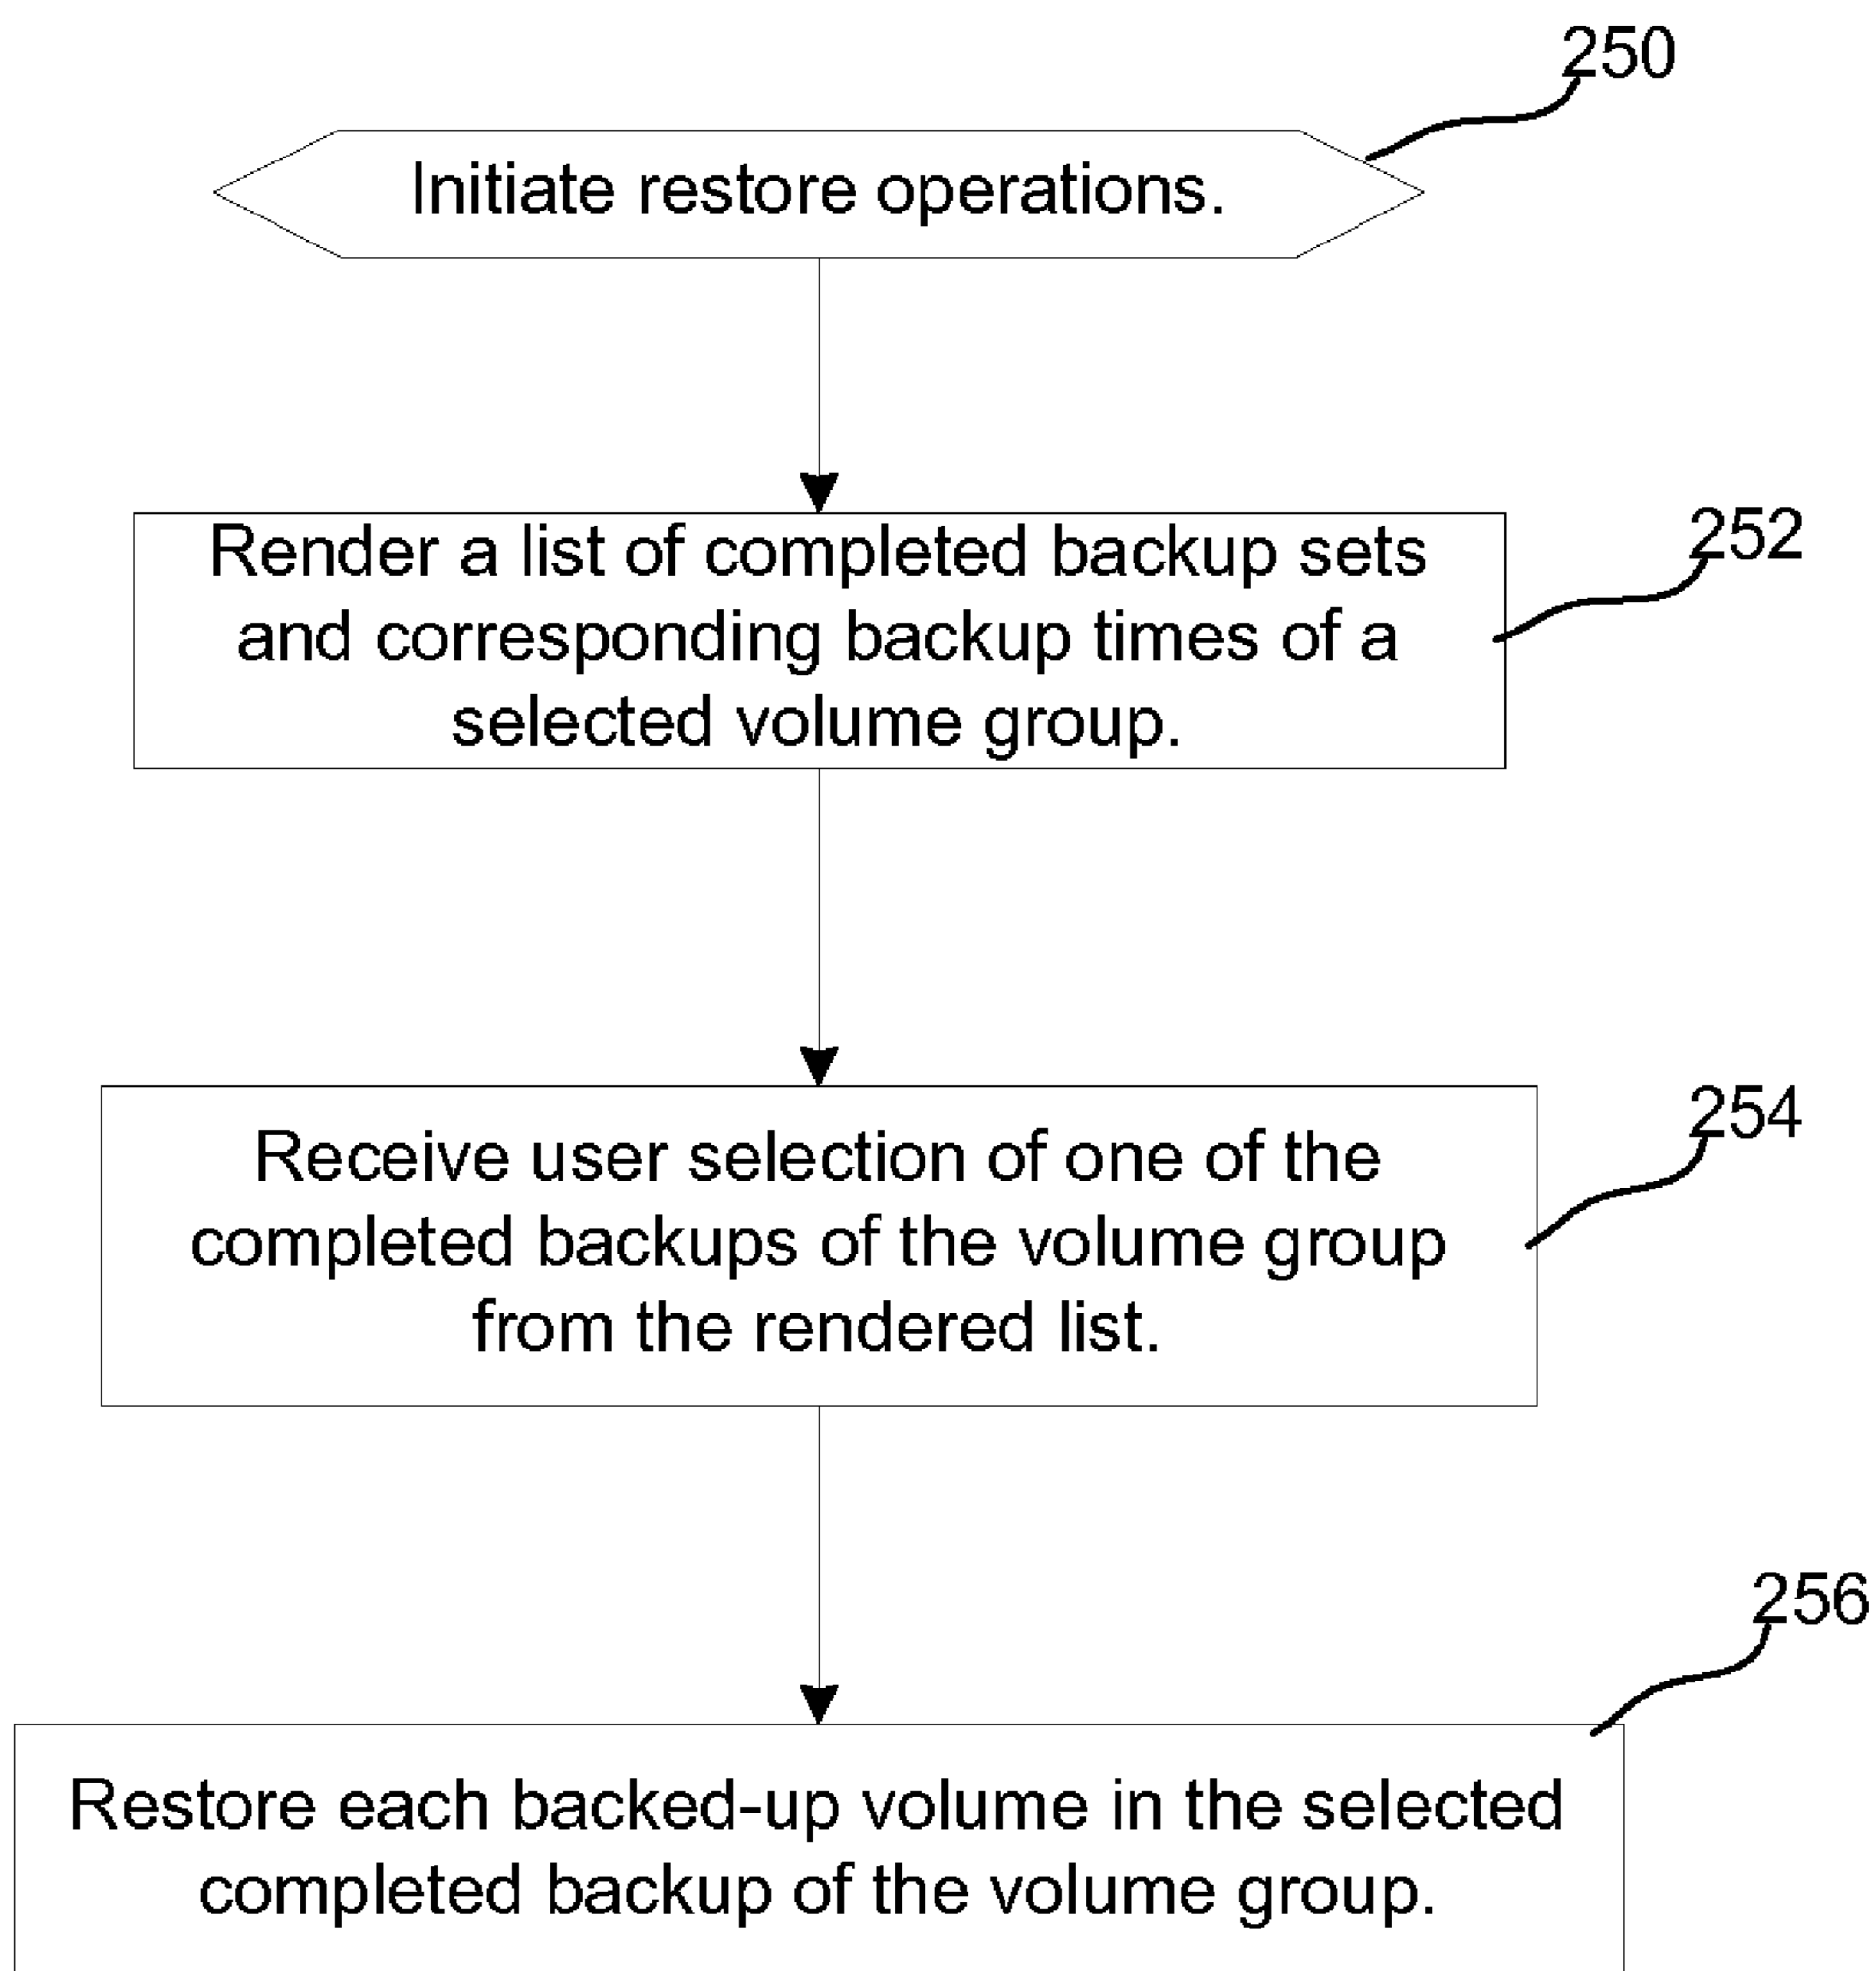 250
Initiate restore operations.
Render a list of completed backup sets
and corresponding backup times of a
selected volume group.
252
Receive user selection of one of the
completed backups of the volume group
from the rendered list.
254
256
Restore each backed-up volume in the selected
completed backup of the volume group.